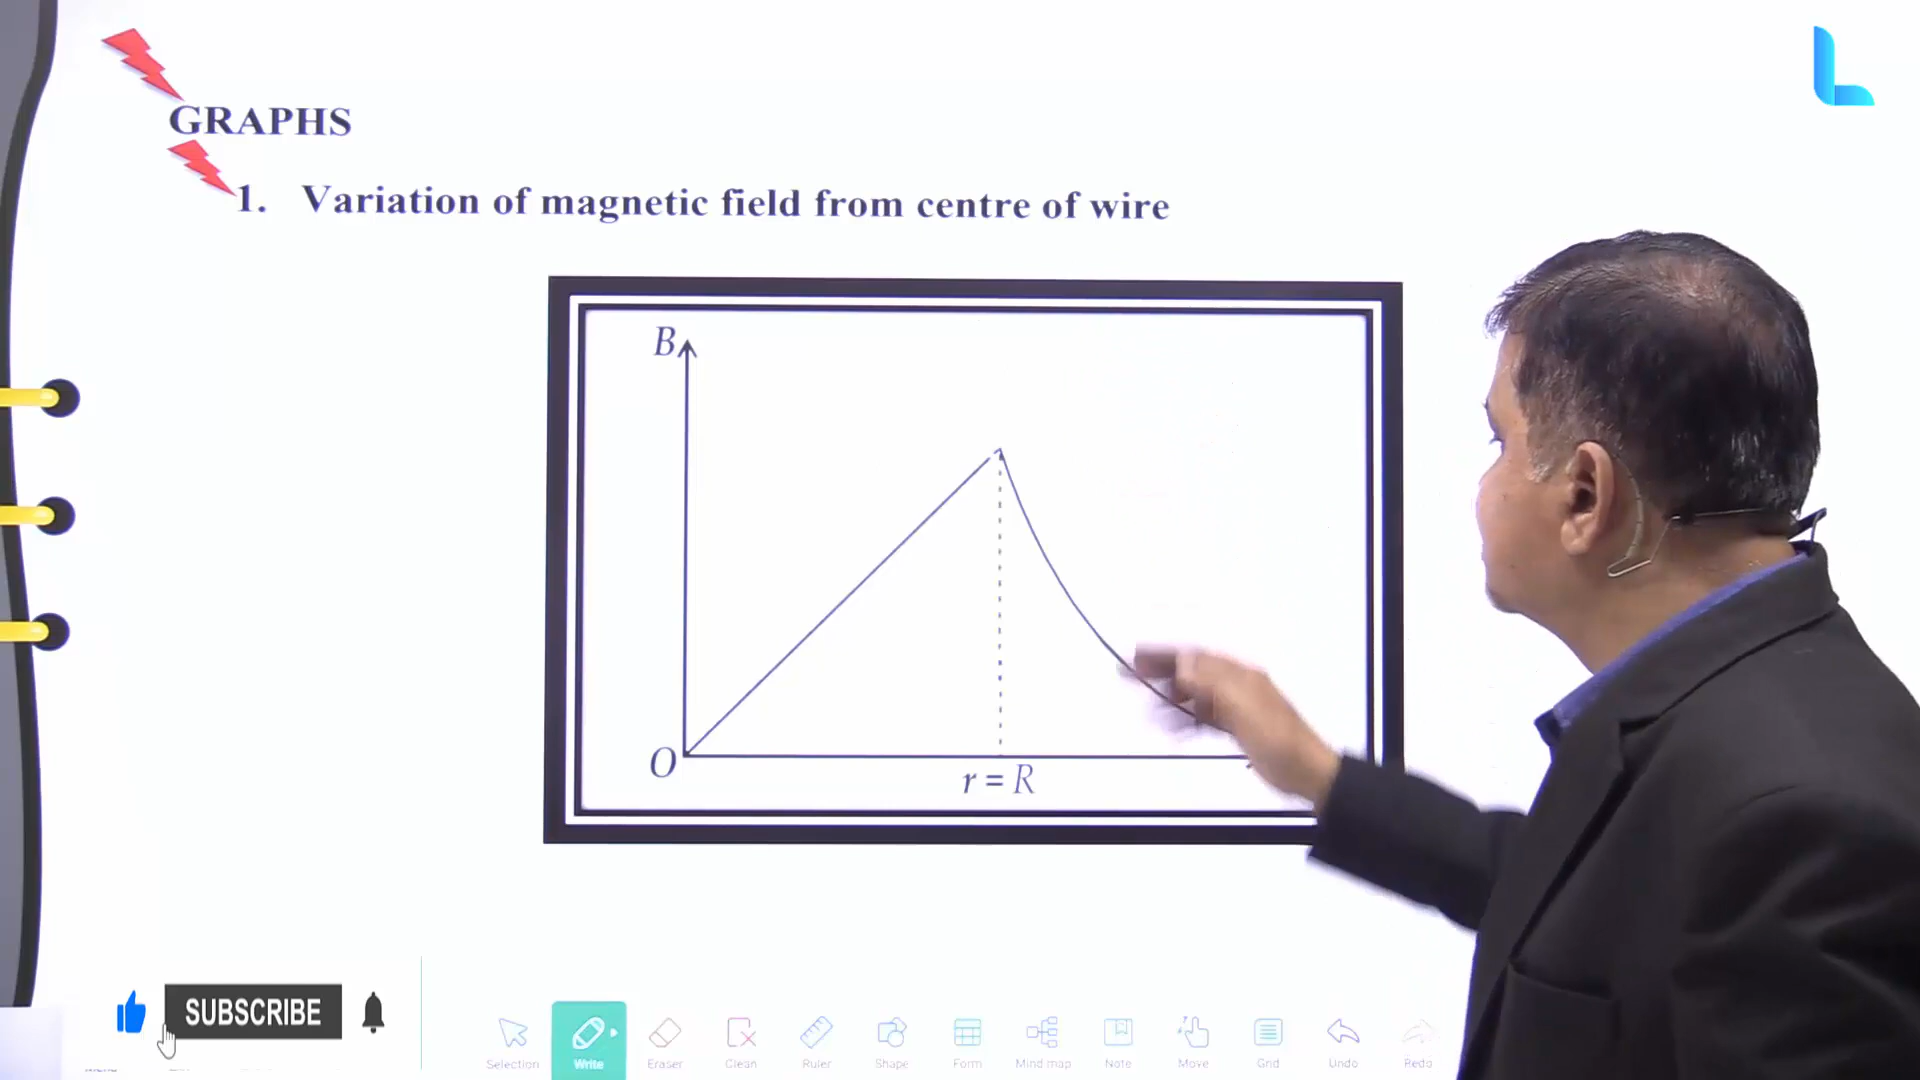 GRAPHS
1. Variation of magnetic field from centre of wire
B
O
r = R
SUBSCRIBE
Selection
Write
Eraser
Clean
Ruler
Shape
Form
Mind map
Note
Move
Grid
Undo
Redo